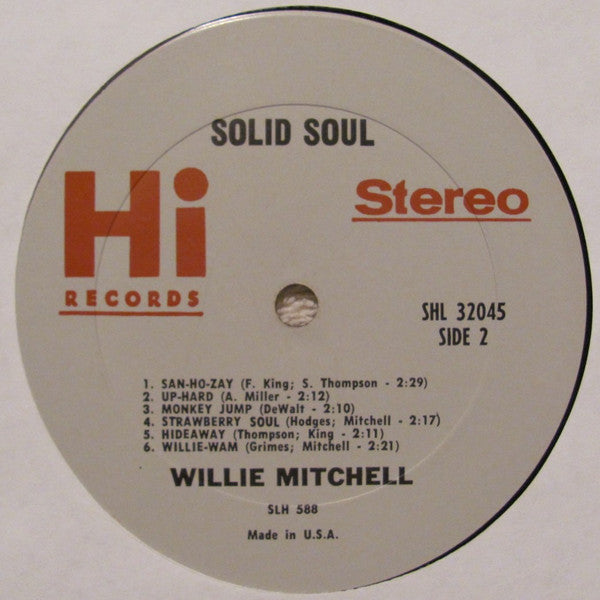 SOLID SOUL
Hi
RECORDS
Stereo
SHL 32045
SIDE 2
1. SAN-HO-ZAY (F. King; S. Thompson - 2:29)
2. UP-HARD (A. Miller - 2:12)
3. MONKEY JUMP (DeWalt - 2:10)
4. STRAWBERRY SOUL (Hodges; Mitchell - 2:17)
5. HIDEAWAY (Thompson; King - 2:11)
6. WILLIE-WAM (Grimes; Mitchell - 2:21)
WILLIE MITCHELL
SLH 588
Made in U.S.A.